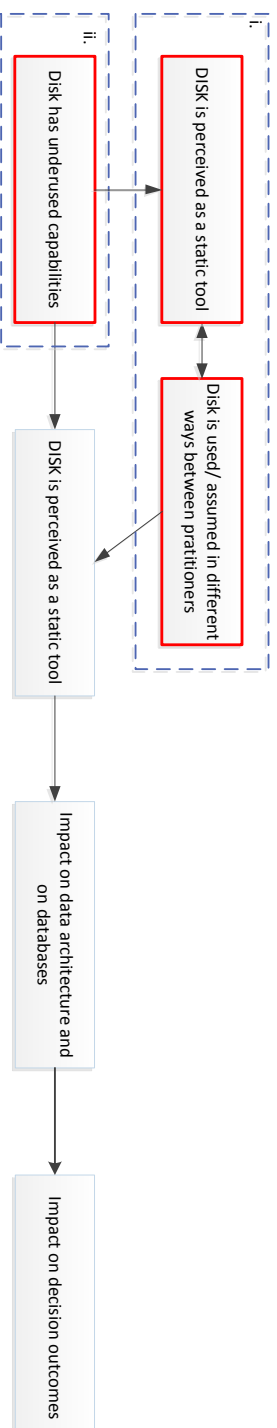 i.
DISK is perceived as a static tool
Disk is used/ assumed in different
ways between pratitioners
ii.
Disk has underused capabilities
DISK is perceived as a static tool
Impact on data architecture and
on databases
Impact on decision outcomes